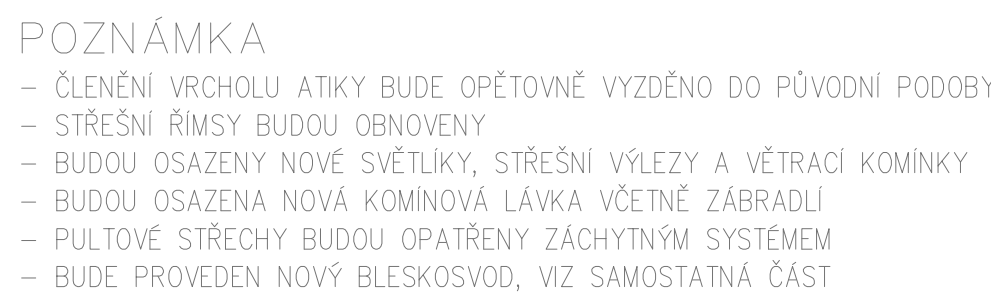 POZNÁMKA
– ČLENĚNÍ VRCHOLU ATIKY BUDE OPĚTOVNĚ VYZDĚNO DO PŮVODNÍ PODOBY
– STŘEŠNÍ ŘÍMSY BUDOU OBNOVENY
– BUDOU OSAZENY NOVÉ SVĚTLÍKY, STŘEŠNÍ VÝLEZY A VĚTRACÍ KOMÍNKY
– BUDOU OSAZENA NOVÁ KOMÍNOVÁ LÁVKA VČETNĚ ZÁBRADLÍ
– PULTOVÉ STŘECHY BUDOU OPATŘENY ZÁCHYTNÝM SYSTÉMEM
– BUDE PROVEDEN NOVÝ BLESKOSVOD, VIZ SAMOSTATNÁ ČÁST